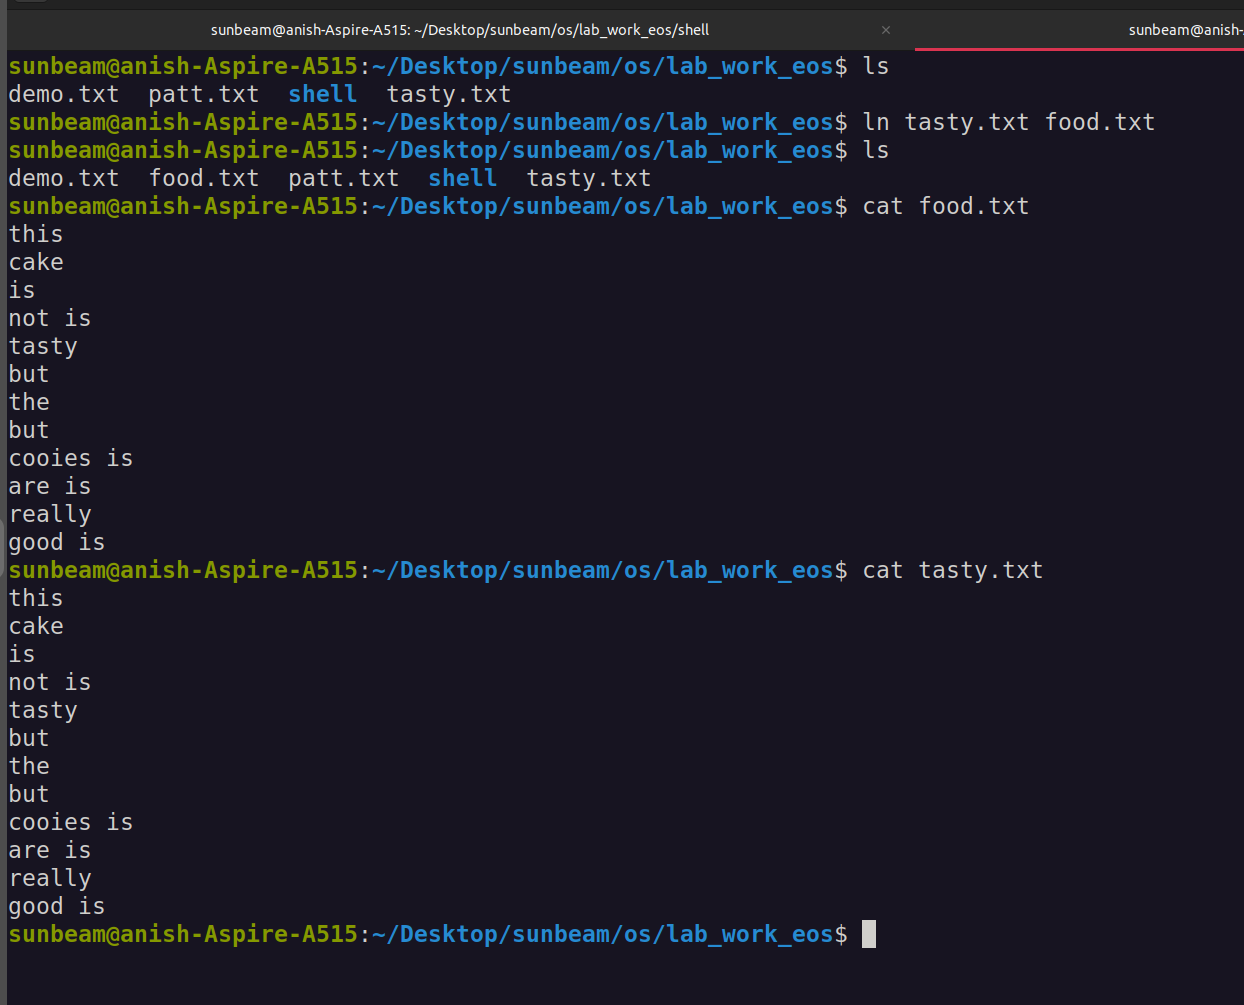 sunbeam@anish-Aspire-A515: ~/Desktop/sunbeam/os/lab_work_eos/shell × sunbeam@anish-
sunbeam@anish-Aspire-A515:~/Desktop/sunbeam/os/lab_work_eos$ ls
demo.txt  patt.txt  shell  tasty.txt
sunbeam@anish-Aspire-A515:~/Desktop/sunbeam/os/lab_work_eos$ ln tasty.txt food.txt
sunbeam@anish-Aspire-A515:~/Desktop/sunbeam/os/lab_work_eos$ ls
demo.txt  food.txt  patt.txt  shell  tasty.txt
sunbeam@anish-Aspire-A515:~/Desktop/sunbeam/os/lab_work_eos$ cat food.txt
this
cake
is
not is
tasty
but
the
but
cooies is
are is
really
good is
sunbeam@anish-Aspire-A515:~/Desktop/sunbeam/os/lab_work_eos$ cat tasty.txt
this
cake
is
not is
tasty
but
the
but
cooies is
are is
really
good is
sunbeam@anish-Aspire-A515:~/Desktop/sunbeam/os/lab_work_eos$